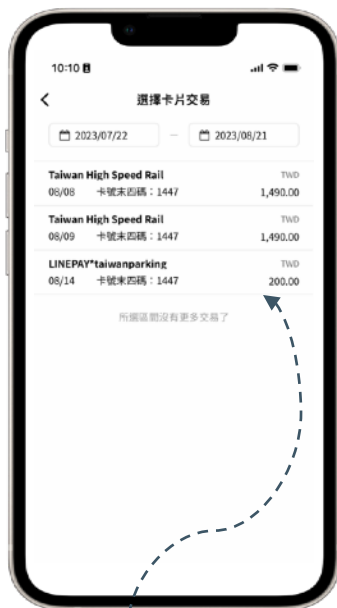 10:10
選擇卡片交易
2023/07/22 — 2023/08/21
Taiwan High Speed Rail TWD
08/08 卡號末四碼：1447 1,490.00
Taiwan High Speed Rail TWD
08/09 卡號末四碼：1447 1,490.00
LINEPAY*taiwanparking TWD
08/14 卡號末四碼：1447 200.00
所選區間沒有更多交易了